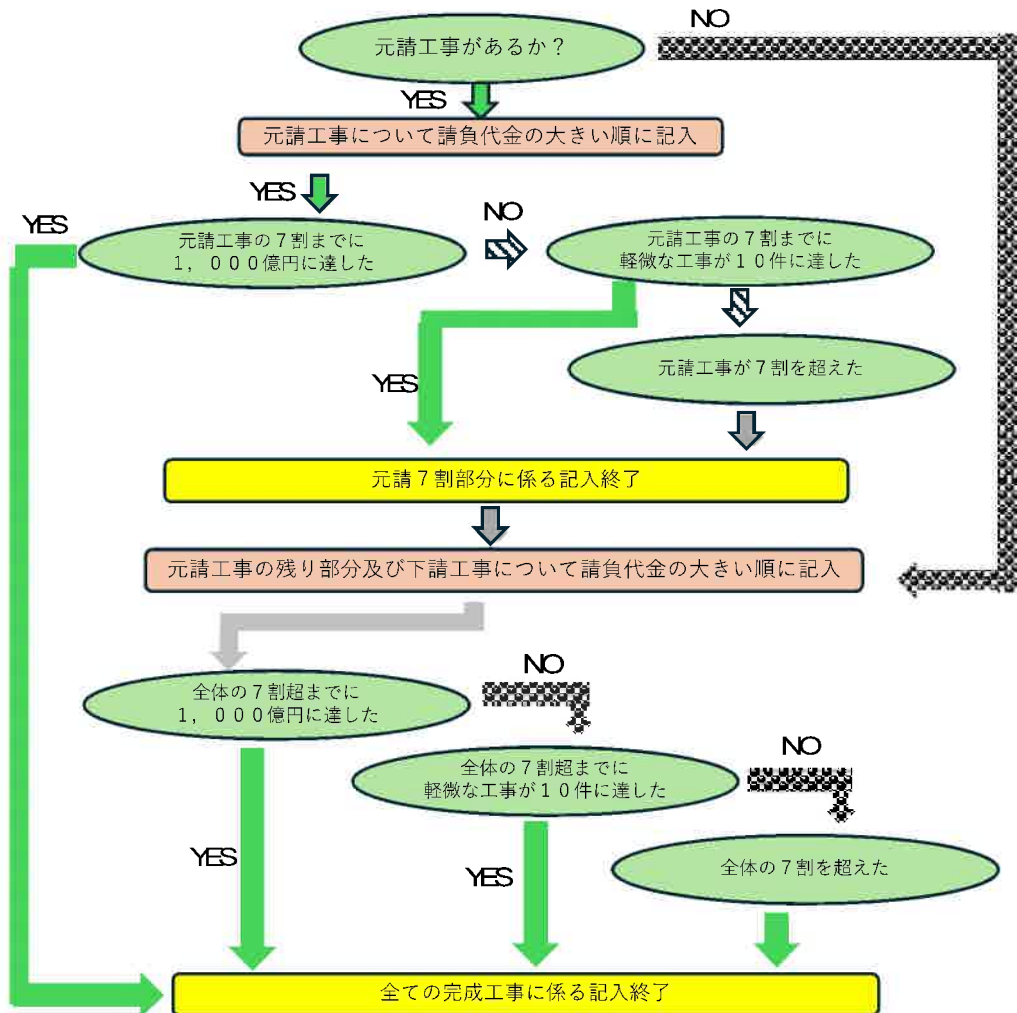 NO
元請工事があるか？
YES
元請工事について請負代金の大きい順に記入
YES
YES
NO
元請工事の７割までに
１，０００億円に達した
元請工事の７割までに
軽微な工事が１０件に達した
元請工事が７割を超えた
YES
元請７割部分に係る記入終了
元請工事の残り部分及び下請工事について請負代金の大きい順に記入
NO
全体の７割超までに
１，０００億円に達した
NO
全体の７割超までに
軽微な工事が１０件に達した
YES
YES
全体の７割を超えた
全ての完成工事に係る記入終了